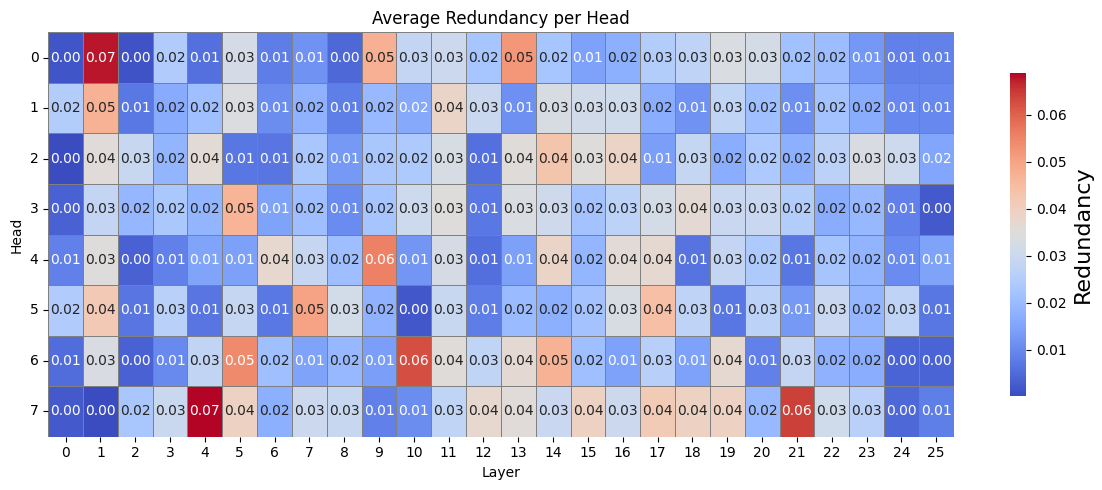 Average Redundancy per Head
0 0.00 0.07 0.00 0.02 0.01 0.03 0.01 0.01 0.00 0.05 0.03 0.03 0.02 0.05 0.02 0.01 0.02 0.03 0.03 0.03 0.03 0.02 0.02 0.01 0.01 0.01
1 0.02 0.05 0.01 0.02 0.02 0.03 0.01 0.02 0.01 0.02 0.02 0.04 0.03 0.01 0.03 0.03 0.03 0.02 0.01 0.03 0.02 0.01 0.02 0.02 0.01 0.01
2 0.00 0.04 0.03 0.02 0.04 0.01 0.01 0.02 0.01 0.02 0.02 0.03 0.01 0.04 0.04 0.03 0.04 0.01 0.03 0.02 0.02 0.02 0.03 0.03 0.03 0.02
3 0.00 0.03 0.02 0.02 0.02 0.05 0.01 0.02 0.01 0.02 0.03 0.03 0.01 0.03 0.03 0.02 0.03 0.03 0.04 0.03 0.03 0.02 0.02 0.02 0.01 0.00
4 0.01 0.03 0.00 0.01 0.01 0.01 0.04 0.03 0.02 0.06 0.01 0.03 0.01 0.01 0.04 0.02 0.04 0.04 0.01 0.03 0.02 0.01 0.02 0.02 0.01 0.01
5 0.02 0.04 0.01 0.03 0.01 0.03 0.01 0.05 0.03 0.02 0.00 0.03 0.01 0.02 0.02 0.02 0.03 0.04 0.03 0.01 0.03 0.01 0.03 0.02 0.03 0.01
6 0.01 0.03 0.00 0.01 0.03 0.05 0.02 0.01 0.02 0.01 0.06 0.04 0.03 0.04 0.05 0.02 0.01 0.03 0.01 0.04 0.01 0.03 0.02 0.02 0.00 0.00
7 0.00 0.00 0.02 0.03 0.07 0.04 0.02 0.03 0.03 0.01 0.01 0.03 0.04 0.04 0.03 0.04 0.03 0.04 0.04 0.04 0.02 0.06 0.03 0.03 0.00 0.01
0 1 2 3 4 5 6 7 8 9 10 11 12 13 14 15 16 17 18 19 20 21 22 23 24 25
Layer
Head
0.06
0.05
0.04
0.03
0.02
0.01
Redundancy